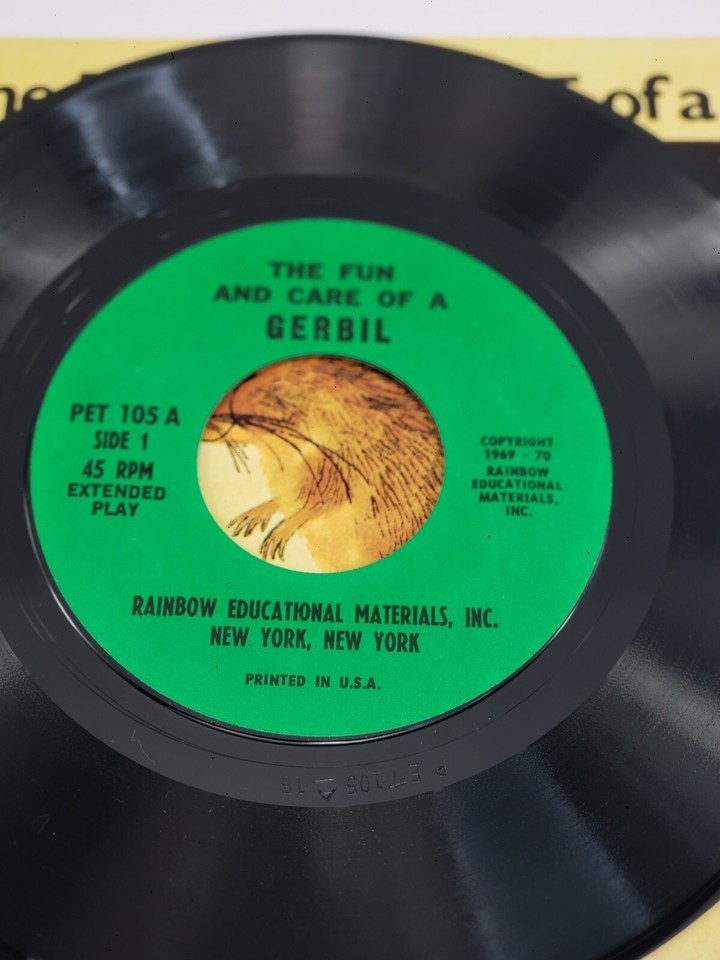 of a
THE FUN
AND CARE OF A
GERBIL
PET 105 A
SIDE 1
45 RPM
EXTENDED
PLAY
COPYRIGHT
1969 - 70
RAINBOW
EDUCATIONAL
MATERIALS,
INC.
RAINBOW EDUCATIONAL MATERIALS, INC.
NEW YORK, NEW YORK
PRINTED IN U.S.A.